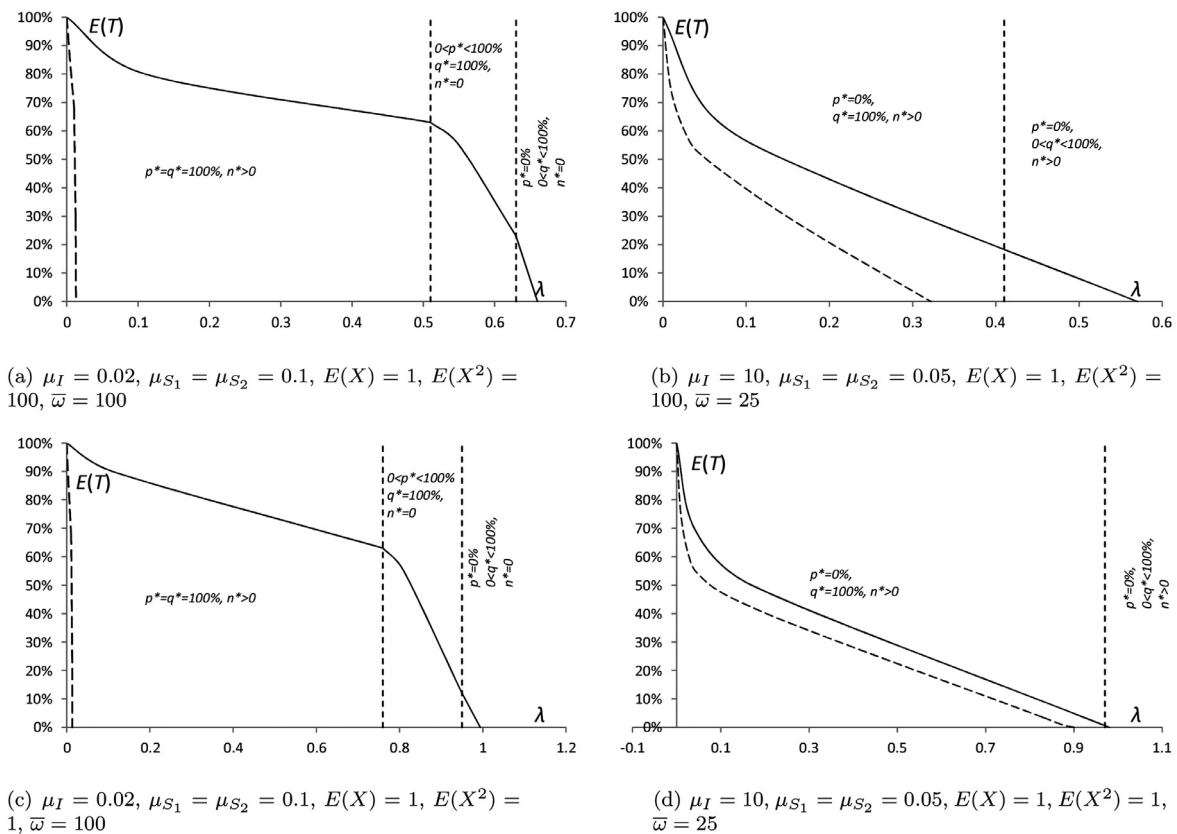 100%
90%
80%
70%
60%
50%
40%
30%
20%
10%
0%
E(T)
0<p*<100%
q*=100%,
n*=0
p*=0%
0<q*<100%,
n*=0
p*=q*=100%, n*>0
λ
0 0.1 0.2 0.3 0.4 0.5 0.6 0.7
(a) μ_I = 0.02, μ_{S_1} = μ_{S_2} = 0.1, E(X) = 1, E(X²) =
100, ω̅ = 100
100%
90%
80%
70%
60%
50%
40%
30%
20%
10%
0%
E(T)
p*=0%,
q*=100%, n*>0
p*=0%,
0<q*<100%,
n*>0
λ
0 0.1 0.2 0.3 0.4 0.5 0.6
(b) μ_I = 10, μ_{S_1} = μ_{S_2} = 0.05, E(X) = 1, E(X²) =
100, ω̅ = 25
100%
90%
80%
70%
60%
50%
40%
30%
20%
10%
0%
E(T)
0<p*<100%
q*=100%,
n*=0
p*=0%
0<q*<100%,
n*=0
p*=q*=100%, n*>0
λ
0 0.2 0.4 0.6 0.8 1 1.2
(c) μ_I = 0.02, μ_{S_1} = μ_{S_2} = 0.1, E(X) = 1, E(X²) =
1, ω̅ = 100
100%
90%
80%
70%
60%
50%
40%
30%
20%
10%
0%
E(T)
p*=0%,
q*=100%, n*>0
p*=0%,
0<q*<100%,
n*>0
λ
-0.1 0.1 0.3 0.5 0.7 0.9 1.1
(d) μ_I = 10, μ_{S_1} = μ_{S_2} = 0.05, E(X) = 1, E(X²) = 1,
ω̅ = 25